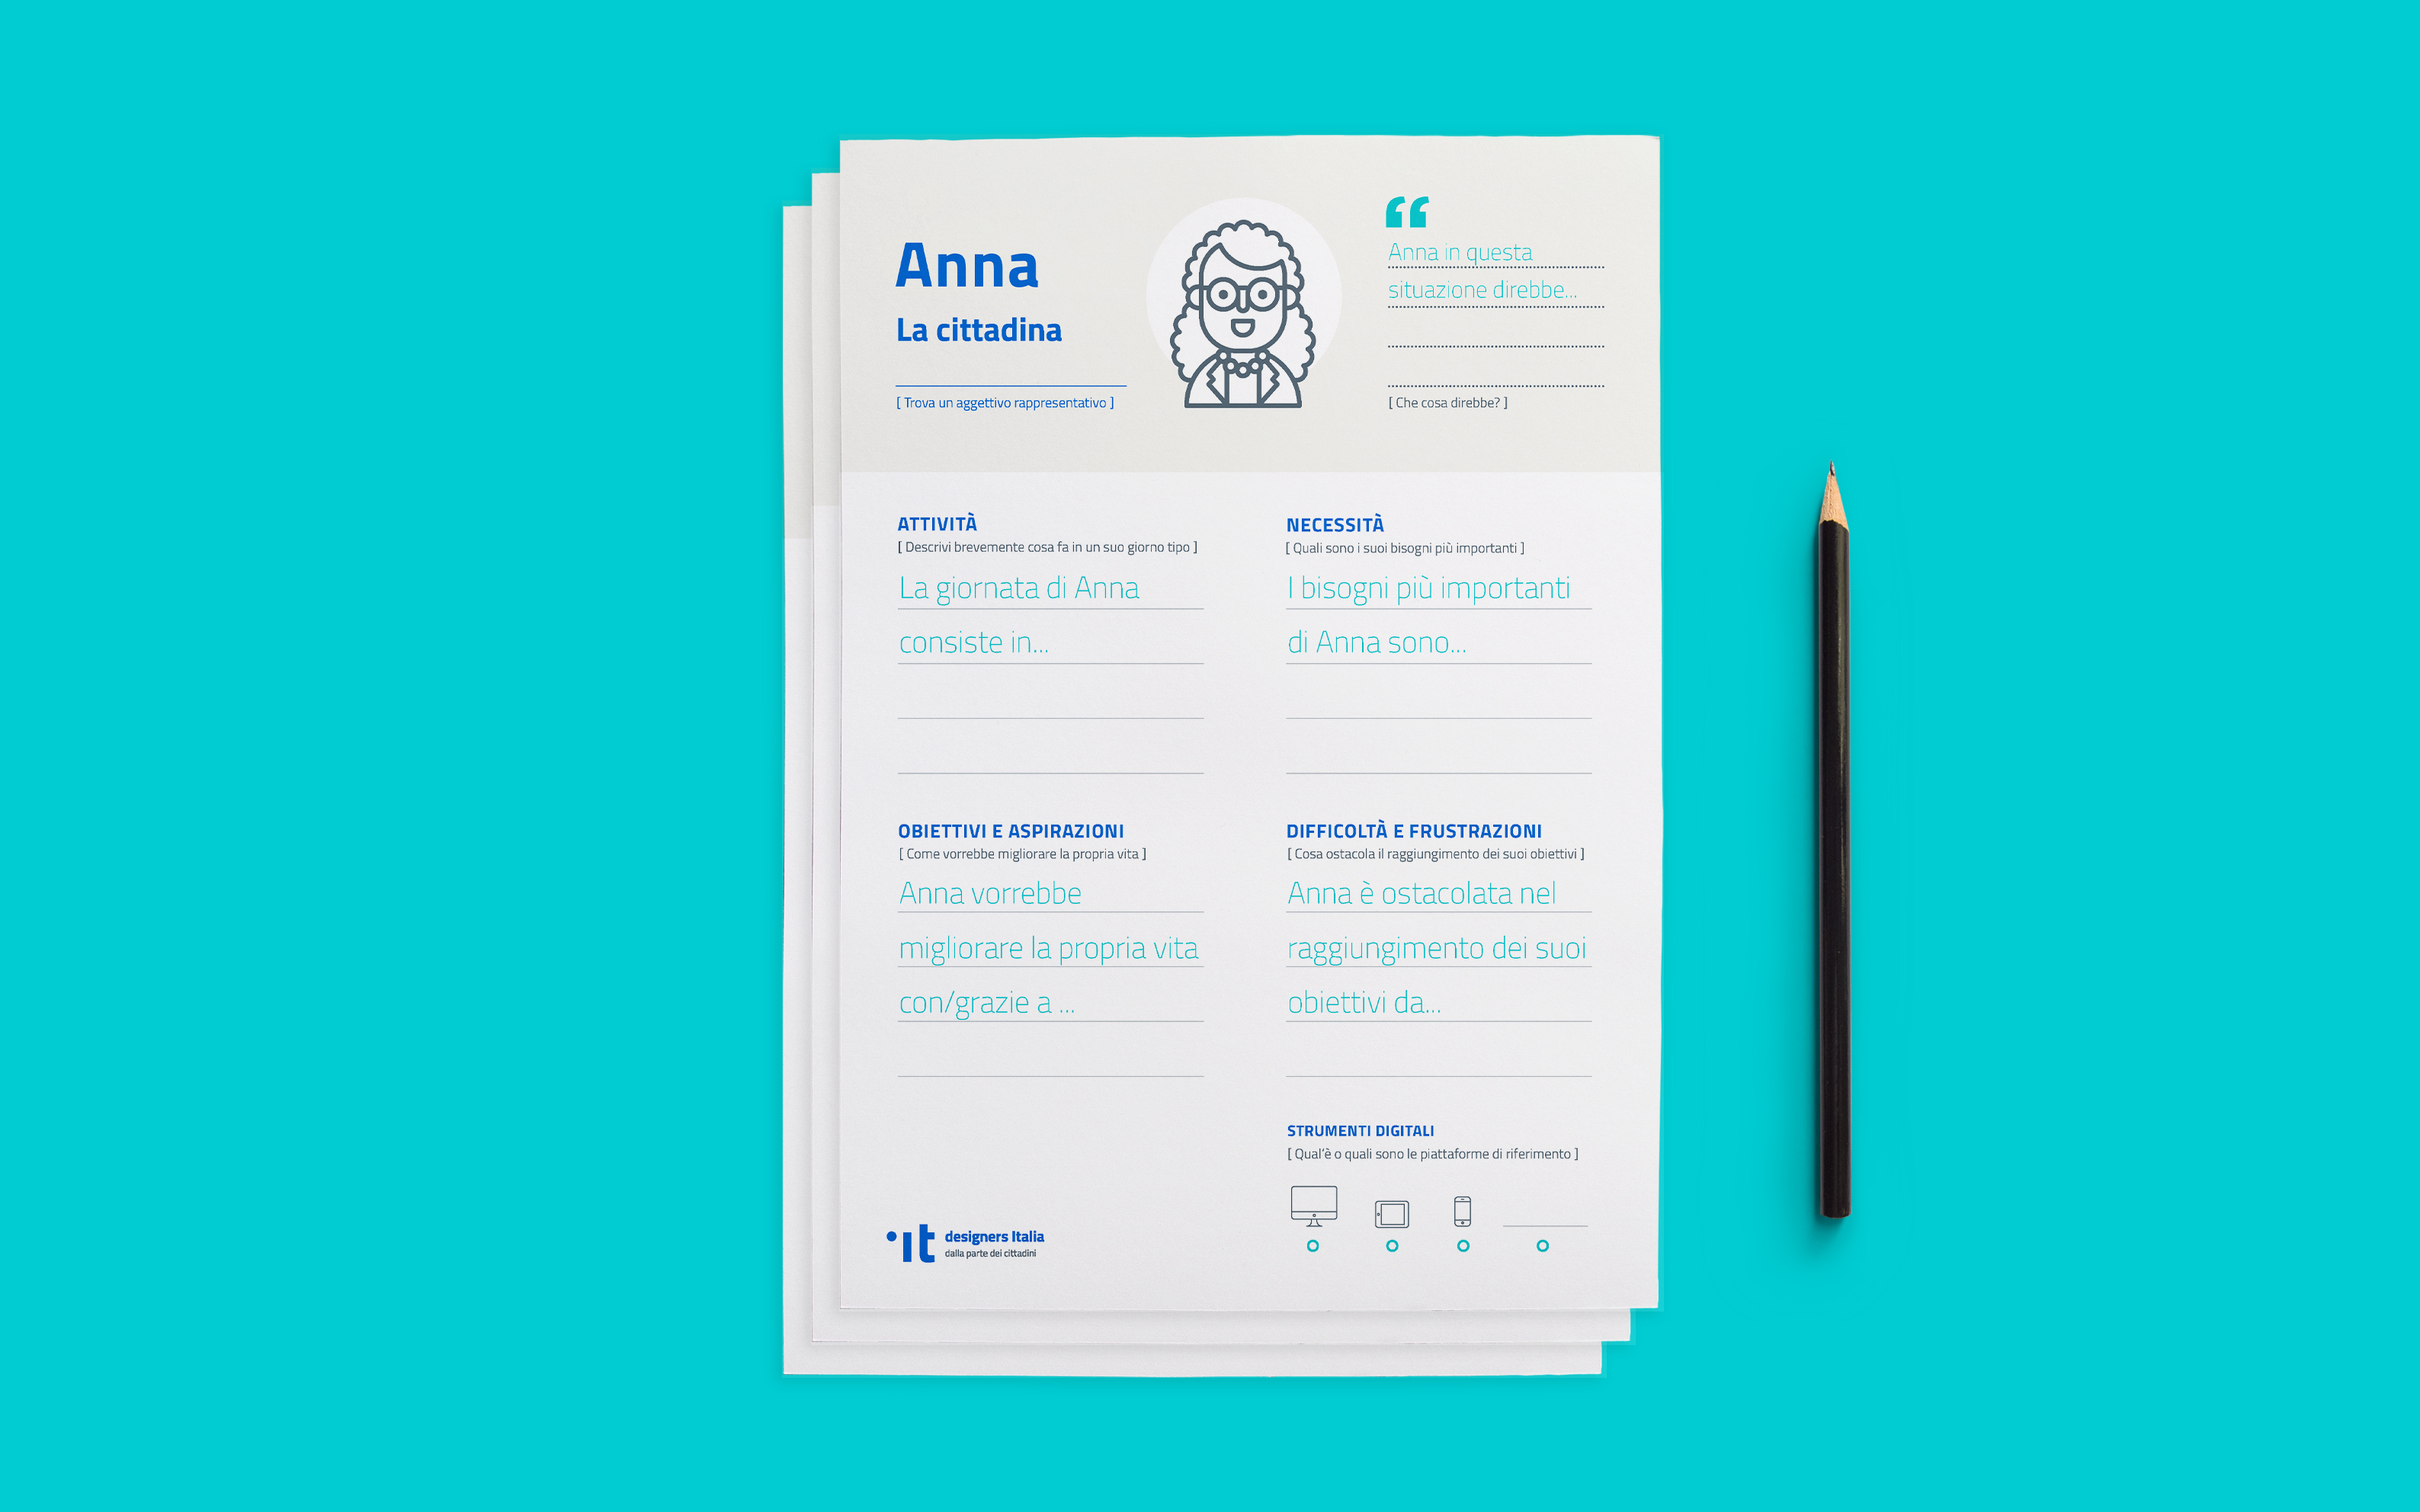 Anna
La cittadina
[ Trova un aggettivo rappresentativo ]
“
Anna in questa
situazione direbbe...
[ Che cosa direbbe? ]
ATTIVITÀ
[ Descrivi brevemente cosa fa in un suo giorno tipo ]
La giornata di Anna
consiste in...
NECESSITÀ
[ Quali sono i suoi bisogni più importanti ]
I bisogni più importanti
di Anna sono...
OBIETTIVI E ASPIRAZIONI
[ Come vorrebbe migliorare la propria vita ]
Anna vorrebbe
migliorare la propria vita
con/grazie a ...
DIFFICOLTÀ E FRUSTRAZIONI
[ Cosa ostacola il raggiungimento dei suoi obiettivi ]
Anna è ostacolata nel
raggiungimento dei suoi
obiettivi da...
STRUMENTI DIGITALI
[ Qual'è o quali sono le piattaforme di riferimento ]
it
designers Italia
dalla parte dei cittadini